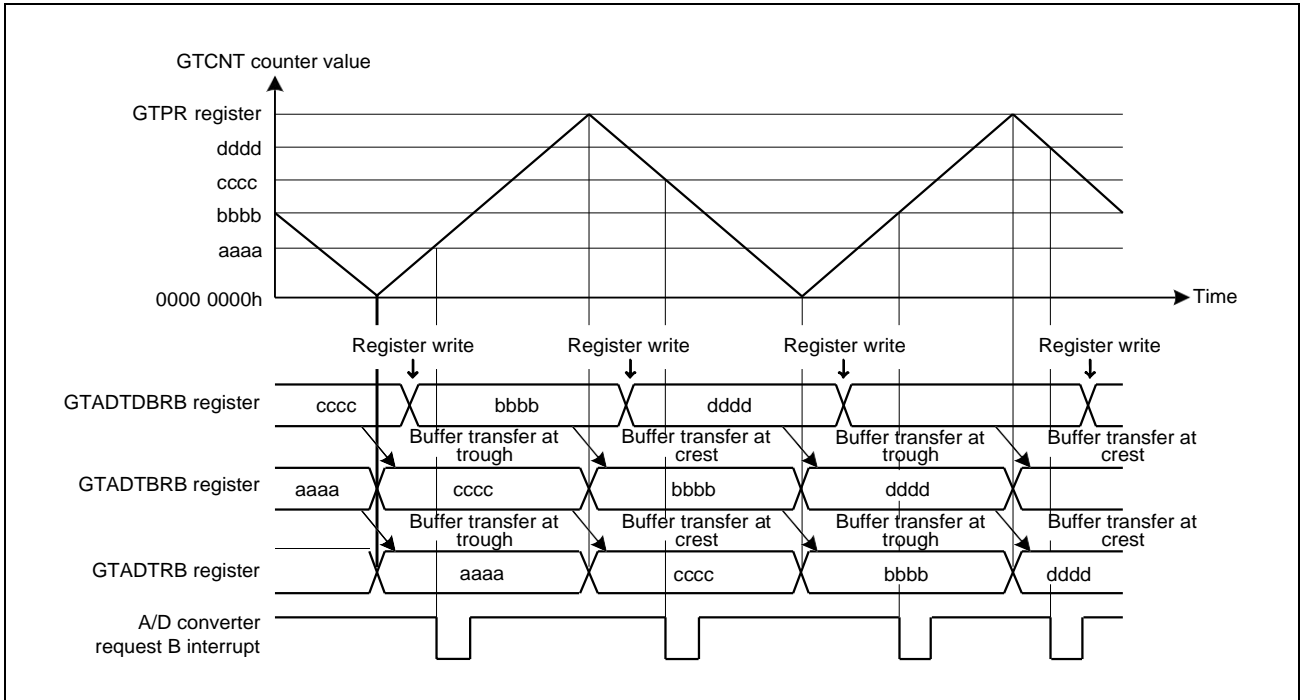 GTCNT counter value
GTPR register
dddd
cccc
bbbb
aaaa
0000 0000h
Time
Register write
Register write
Register write
Register write
GTADTDBRB register
cccc
bbbb
dddd
Buffer transfer at
trough
Buffer transfer at
crest
Buffer transfer at
trough
Buffer transfer at
crest
GTADTBRB register
aaaa
cccc
bbbb
dddd
Buffer transfer at
trough
Buffer transfer at
crest
Buffer transfer at
trough
Buffer transfer at
crest
GTADTRB register
aaaa
cccc
bbbb
dddd
A/D converter
request B interrupt